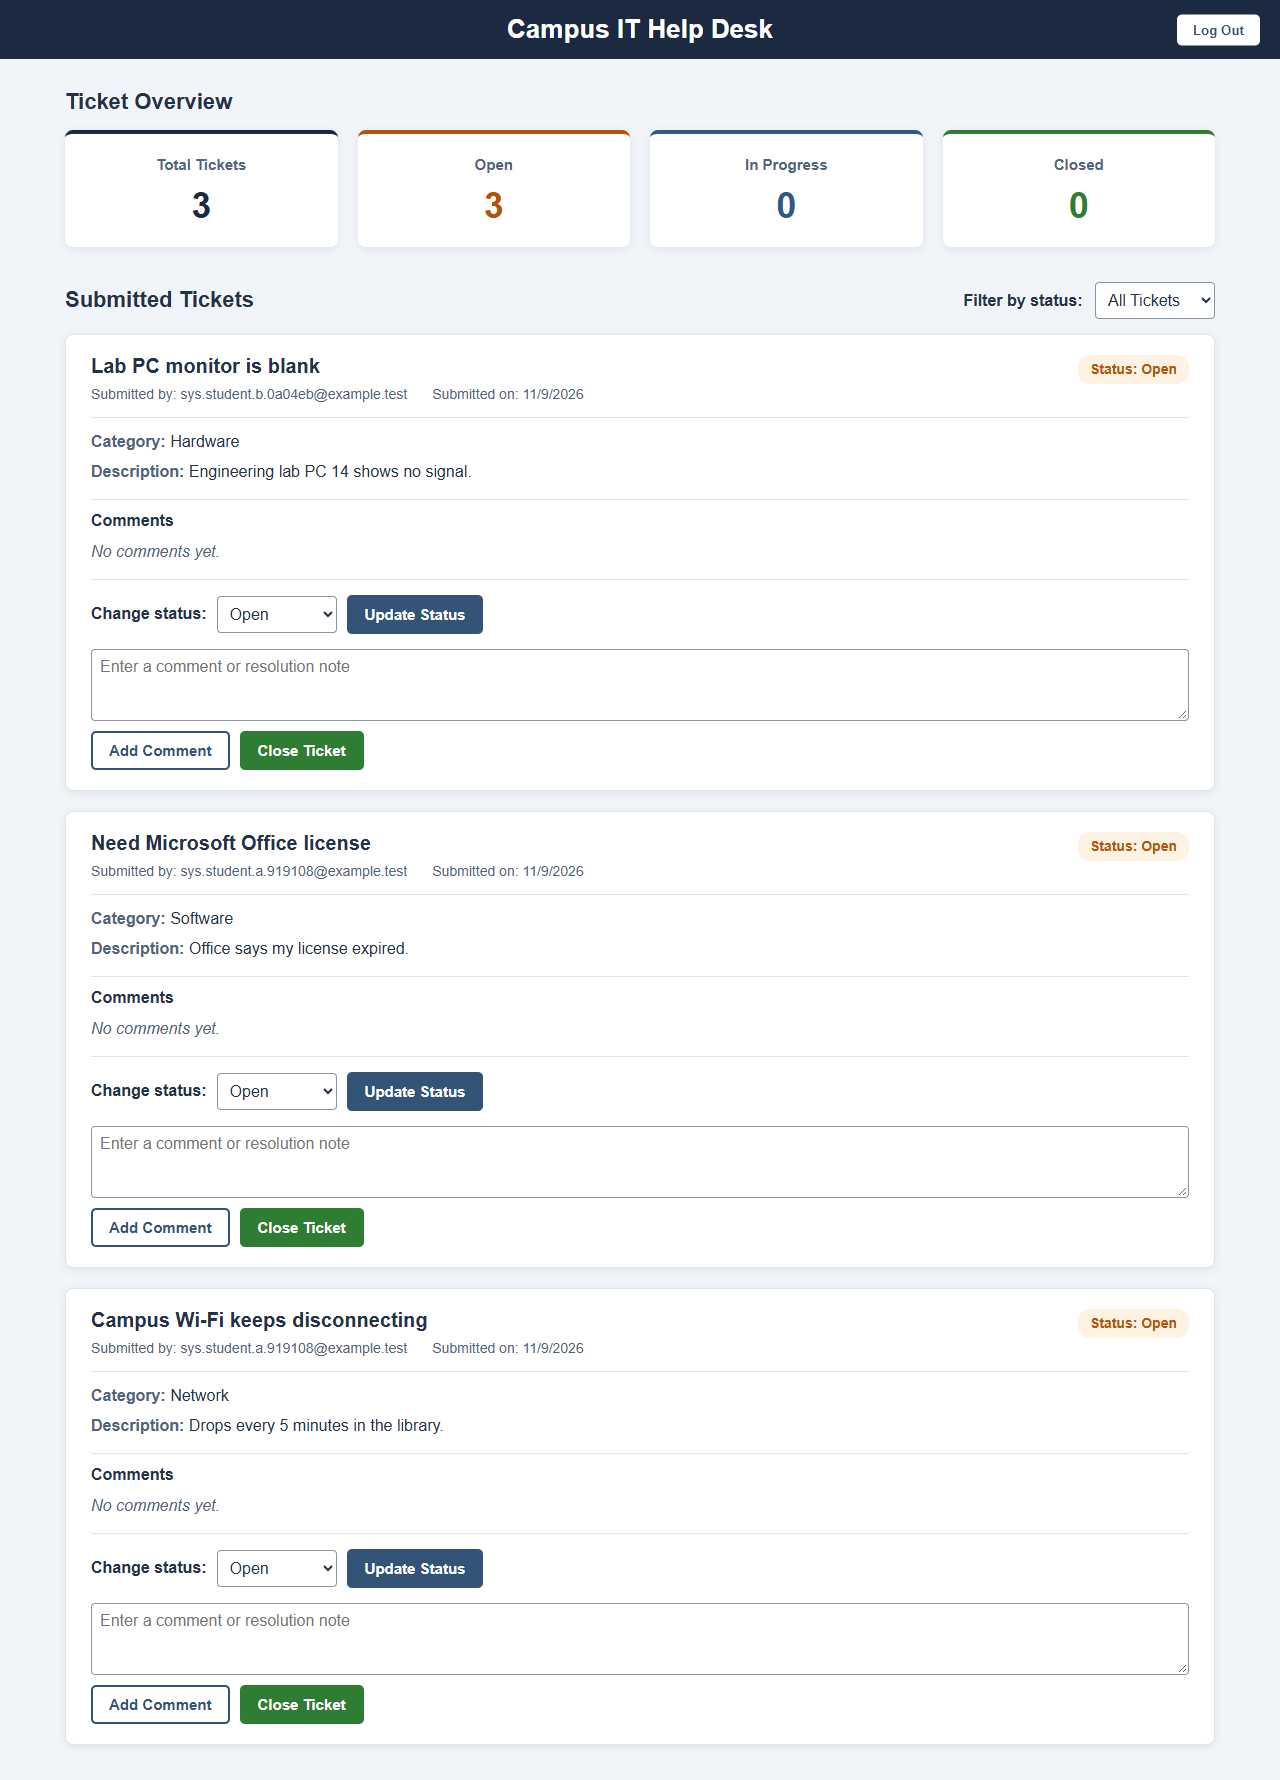 Campus IT Help Desk
Log Out
Ticket Overview
Total Tickets
3
Open
3
In Progress
0
Closed
0
Submitted Tickets
Filter by status: All Tickets
Lab PC monitor is blank
Status: Open
Submitted by: sys.student.b.0a04eb@example.test Submitted on: 11/9/2026
Category: Hardware
Description: Engineering lab PC 14 shows no signal.
Comments
No comments yet.
Change status: Open Update Status
Enter a comment or resolution note
Add Comment Close Ticket
Need Microsoft Office license
Status: Open
Submitted by: sys.student.a.919108@example.test Submitted on: 11/9/2026
Category: Software
Description: Office says my license expired.
Comments
No comments yet.
Change status: Open Update Status
Enter a comment or resolution note
Add Comment Close Ticket
Campus Wi-Fi keeps disconnecting
Status: Open
Submitted by: sys.student.a.919108@example.test Submitted on: 11/9/2026
Category: Network
Description: Drops every 5 minutes in the library.
Comments
No comments yet.
Change status: Open Update Status
Enter a comment or resolution note
Add Comment Close Ticket